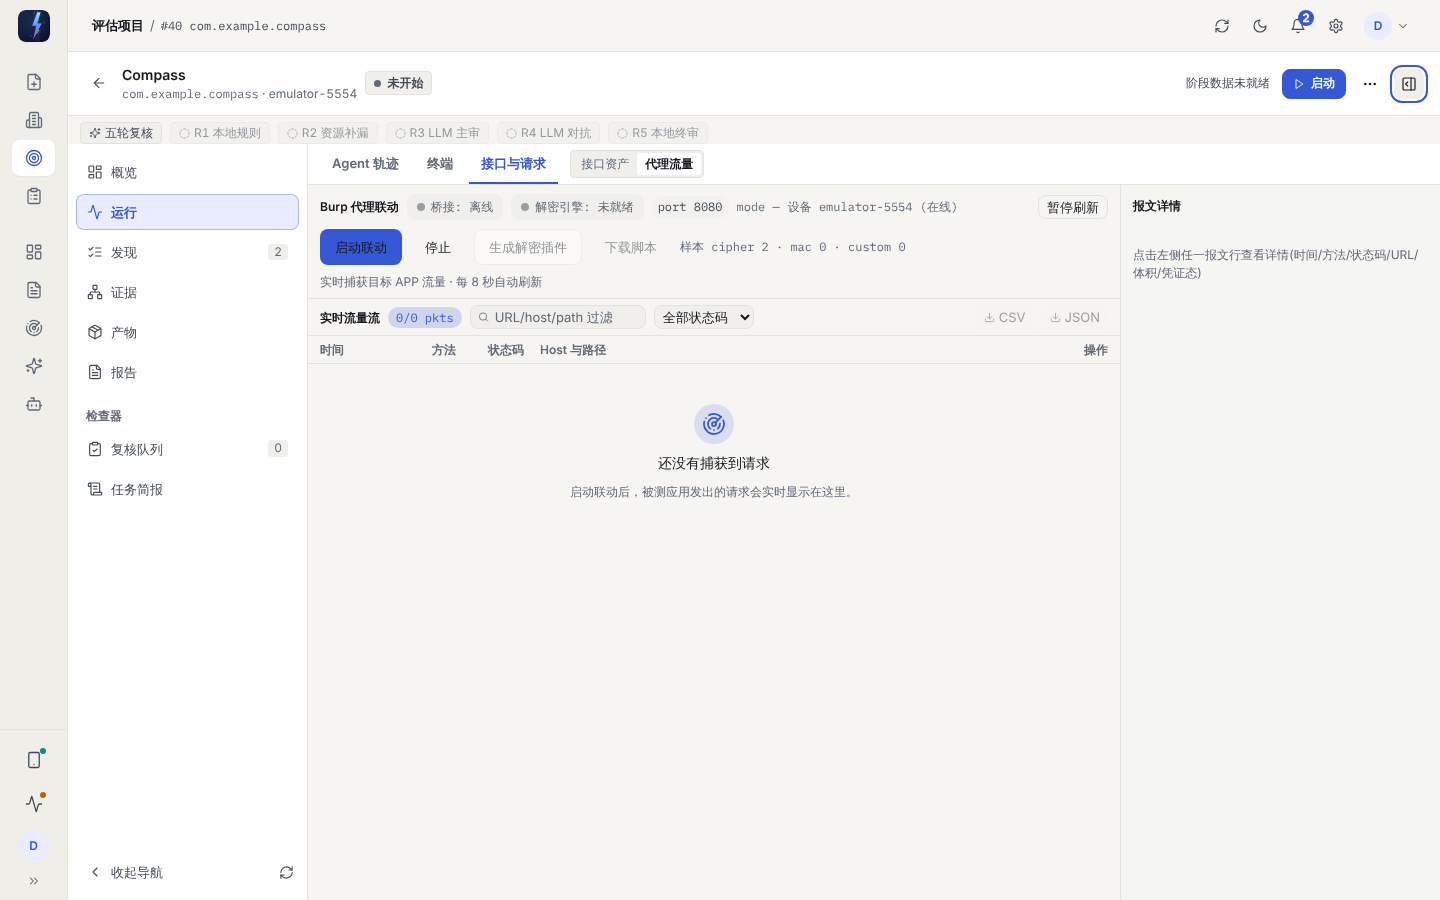 评估项目 / #40 com.example.compass
2
D
Compass
com.example.compass · emulator-5554
未开始
阶段数据未就绪
启动
五轮复核
R1 本地规则
R2 资源补漏
R3 LLM 主审
R4 LLM 对抗
R5 本地终审
概览
运行
发现 2
证据
产物
报告
检查器
复核队列 0
任务简报
收起导航
D
Agent 轨迹
终端
接口与请求
接口资产
代理流量
Burp 代理联动
桥接: 离线
解密引擎: 未就绪
port 8080
mode — 设备 emulator-5554 (在线)
暂停刷新
启动联动
停止
生成解密插件
下载脚本
样本 cipher 2 · mac 0 · custom 0
实时捕获目标 APP 流量 · 每 8 秒自动刷新
实时流量流
0/0 pkts
URL/host/path 过滤
全部状态码
CSV
JSON
时间 方法 状态码 Host 与路径 操作
还没有捕获到请求
启动联动后，被测应用发出的请求会实时显示在这里。
报文详情
点击左侧任一报文行查看详情(时间/方法/状态码/URL/
体积/凭证态)